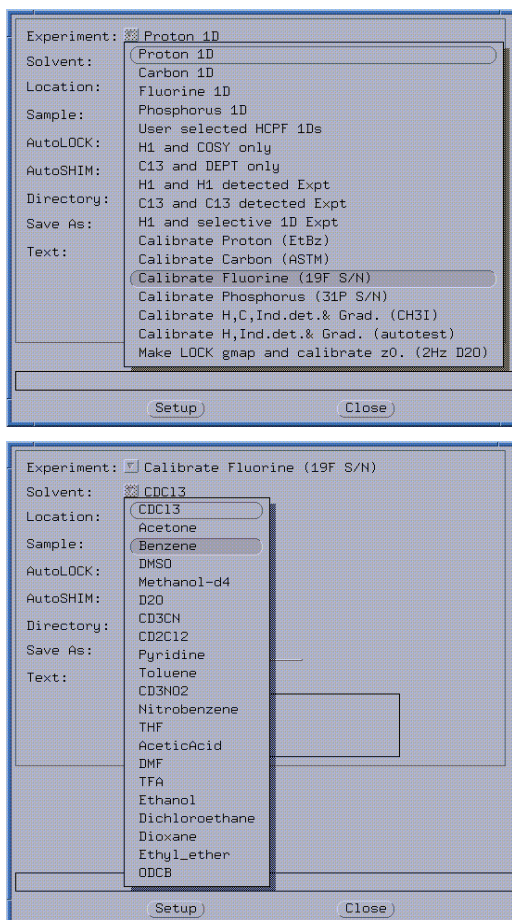 Experiment: Proton 1D
Solvent: Proton 1D
Carbon 1D
Location: Fluorine 1D
Sample: Phosphorus 1D
User selected HCPF 1Ds
AutoLOCK: H1 and COSY only
C13 and DEPT only
AutoSHIM: H1 and H1 detected Expt
Directory: C13 and C13 detected Expt
Save As: H1 and selective 1D Expt
Calibrate Proton (EtBz)
Text: Calibrate Carbon (ASTM)
Calibrate Fluorine (19F S/N)
Calibrate Phosphorus (31P S/N)
Calibrate H,C,Ind.det.& Grad. (CH3I)
Calibrate H,Ind.det.& Grad. (autotest)
Make LOCK gmap and calibrate z0. (2Hz D2O)
Setup Close
Experiment: Calibrate Fluorine (19F S/N)
Solvent: CDCl3
Location: CDCl3
Acetone
Sample: Benzene
DMSO
AutoLOCK: Methanol-d4
AutoSHIM: D2O
CD3CN
Directory: CD2Cl2
Save As: Pyridine
Toluene
Text: CD3NO2
Nitrobenzene
THF
AceticAcid
DMF
TFA
Ethanol
Dichloroethane
Dioxane
Ethyl_ether
ODCB
Setup Close